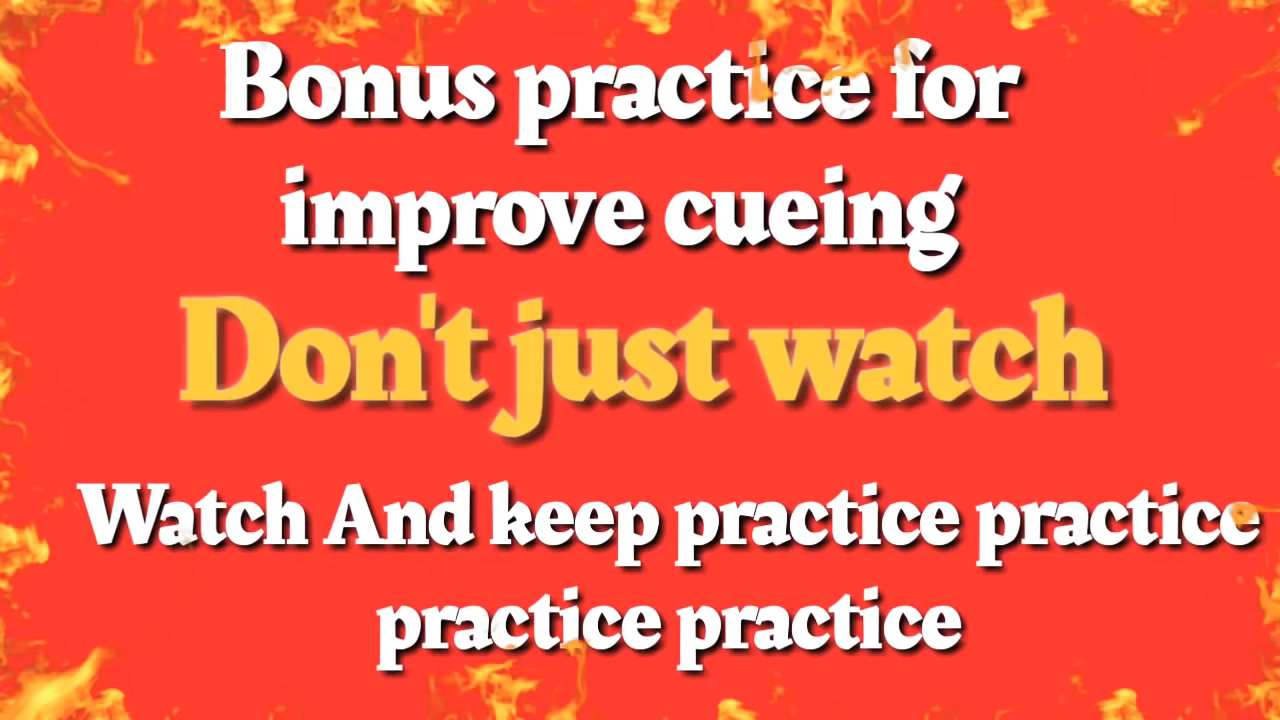 Bonus practice for
improve cueing
Don't just watch
Watch And keep practice practice
practice practice